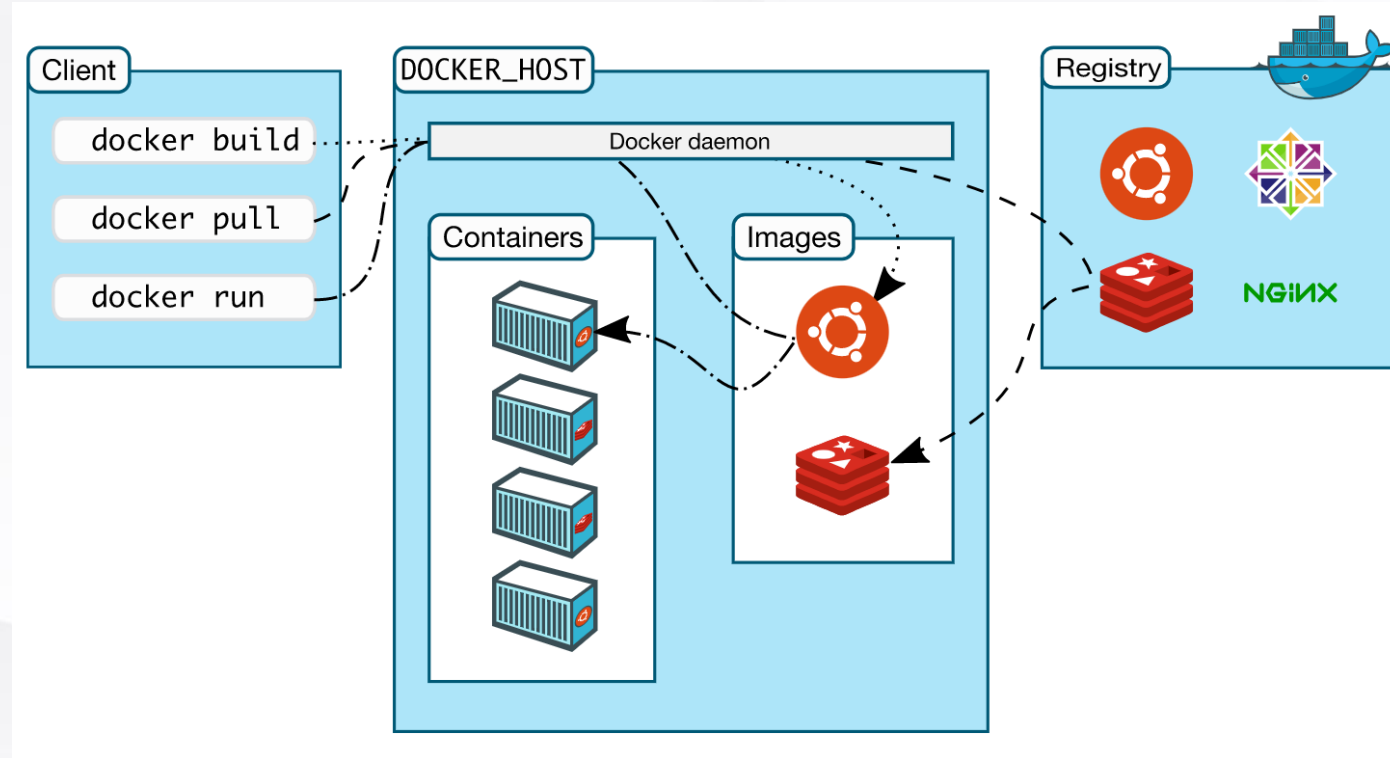 Client
docker build
docker pull
docker run
DOCKER_HOST
Docker daemon
Containers
Images
Registry
NGINX